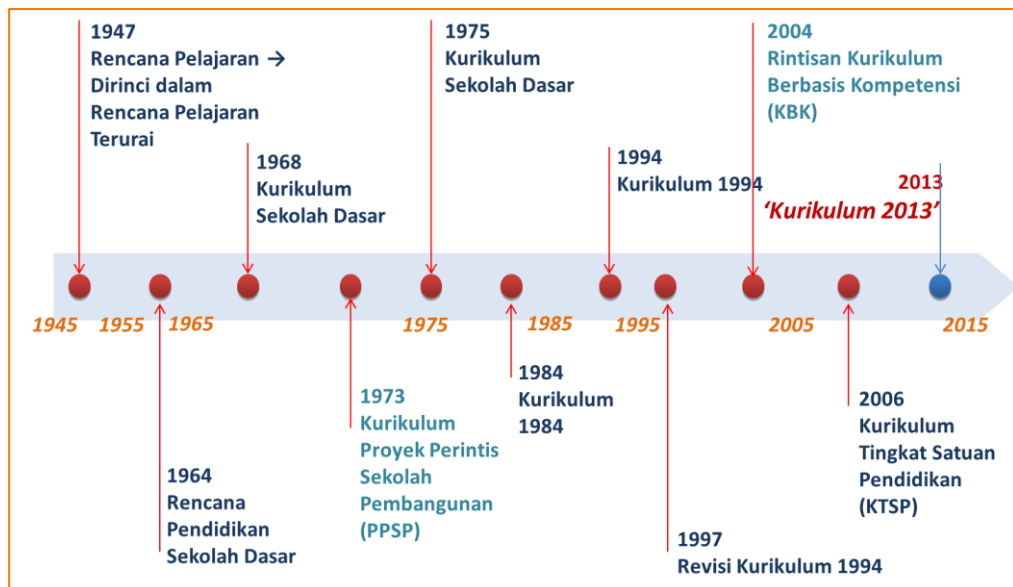 1947
Rencana Pelajaran →
Dirinci dalam
Rencana Pelajaran
Terurai
1968
Kurikulum
Sekolah Dasar
1975
Kurikulum
Sekolah Dasar
1994
Kurikulum 1994
2004
Rintisan Kurikulum
Berbasis Kompetensi
(KBK)
2013
‘Kurikulum 2013’
1945
1955
1965
1975
1985
1995
2005
2015
1964
Rencana
Pendidikan
Sekolah Dasar
1973
Kurikulum
Proyek Perintis
Sekolah
Pembangunan
(PPSP)
1984
Kurikulum
1984
1997
Revisi Kurikulum 1994
2006
Kurikulum
Tingkat Satuan
Pendidikan
(KTSP)